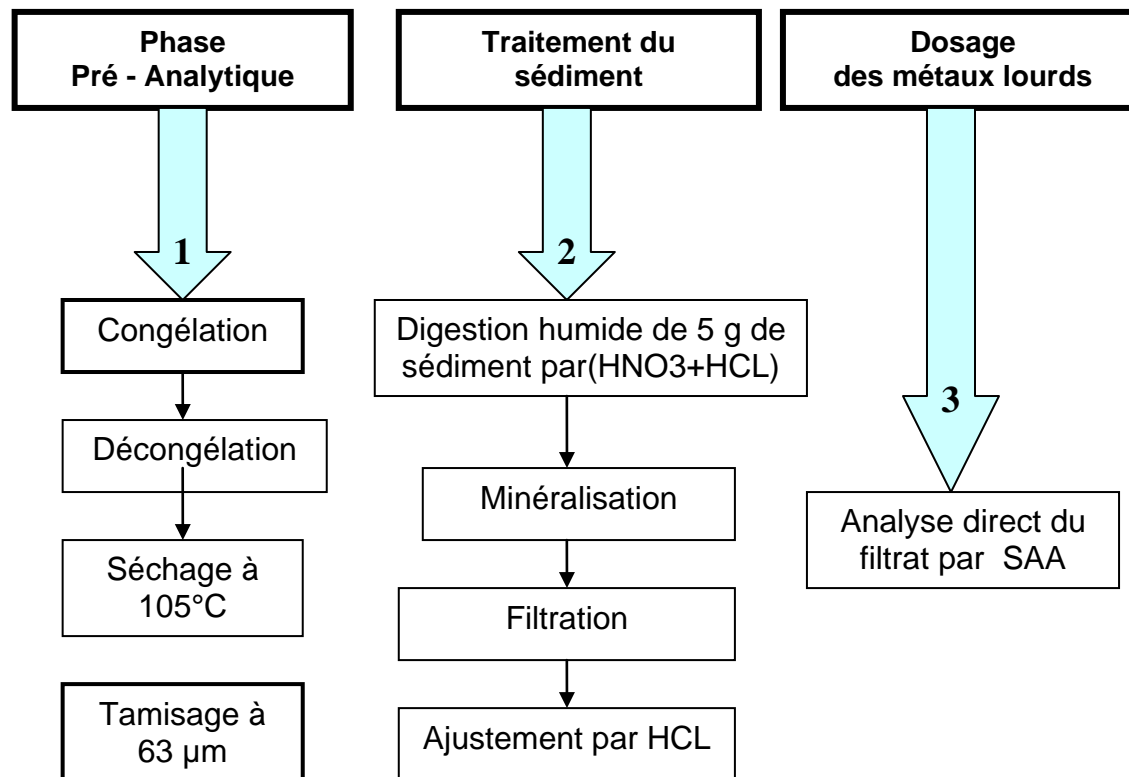 Phase
Pré - Analytique
1
Congélation
Décongélation
Séchage à
105°C
Tamisage à
63 µm
Traitement du
sédiment
2
Digestion humide de 5 g de
sédiment par(HNO3+HCL)
Minéralisation
Filtration
Ajustement par HCL
Dosage
des métaux lourds
3
Analyse direct du
filtrat par  SAA